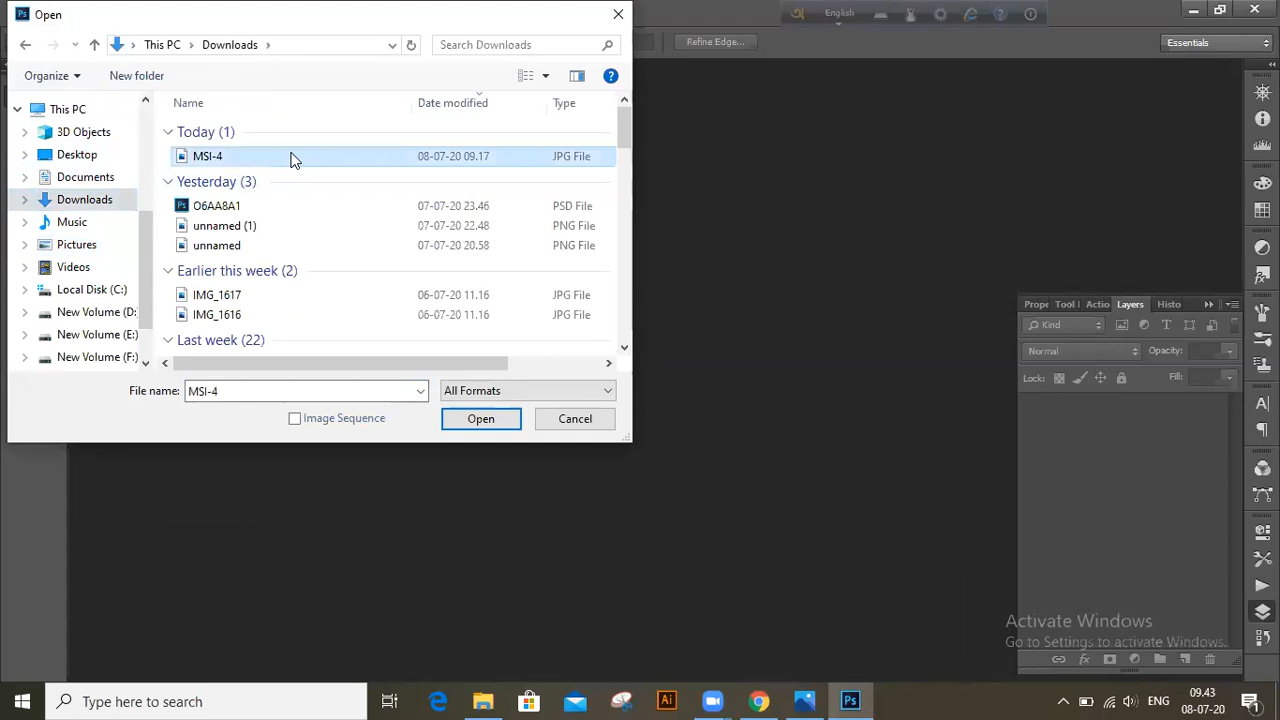 Ps Open
English
Refine Edge...
Essentials
This PC Downloads
Search Downloads
Organize New folder
Name Date modified Type
This PC
3D Objects
Desktop
Documents
Downloads
Music
Pictures
Videos
Local Disk (C:)
New Volume (D:
New Volume (E:)
New Volume (F:)
Today (1)
MSI-4 08-07-20 09.17 JPG File
Yesterday (3)
O6AA8A1 07-07-20 23.46 PSD File
unnamed (1) 07-07-20 22.48 PNG File
unnamed 07-07-20 20.58 PNG File
Earlier this week (2)
IMG_1617 06-07-20 11.16 JPG File
IMG_1616 06-07-20 11.16 JPG File
Last week (22)
File name: MSI-4 All Formats
Image Sequence Open Cancel
Prope Tool Actio Layers Histo
Kind
Normal Opacity:
Lock: Fill:
Activate Windows
Go to Settings to activate Windows.
Type here to search
Ai Ps
ENG 09.43
08-07-20